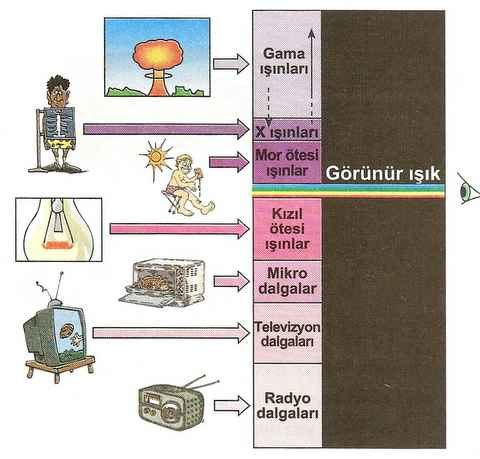 Gama
ışınları
X ışınları
Mor ötesi
ışınlar
Görünür ışık
Kızıl
ötesi
ışınlar
Mikro
dalgalar
Televizyon
dalgaları
Radyo
dalgaları